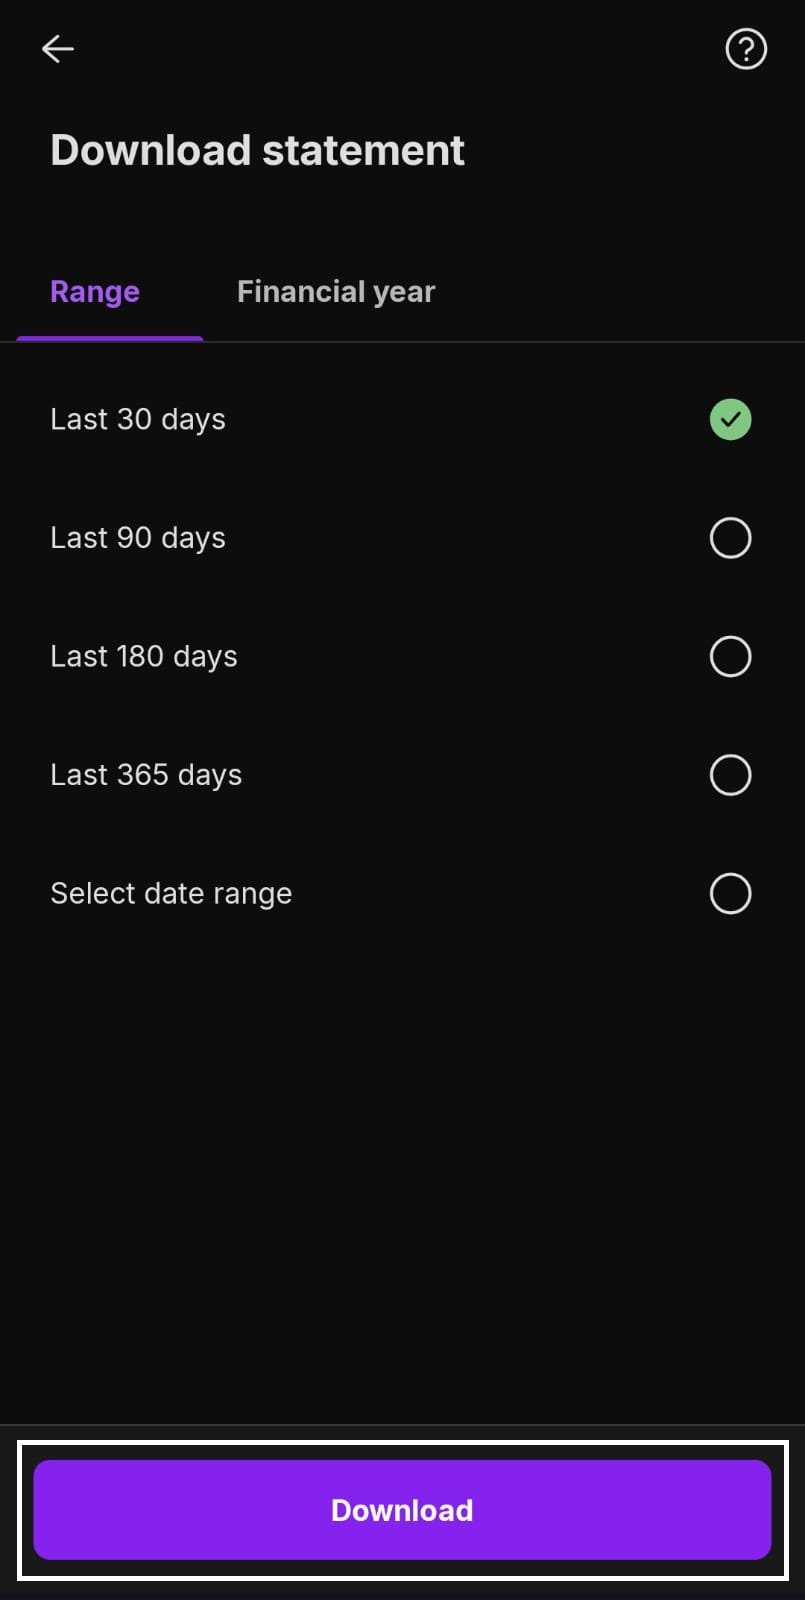 Download statement
Range
Financial year
Last 30 days
Last 90 days
Last 180 days
Last 365 days
Select date range
Download